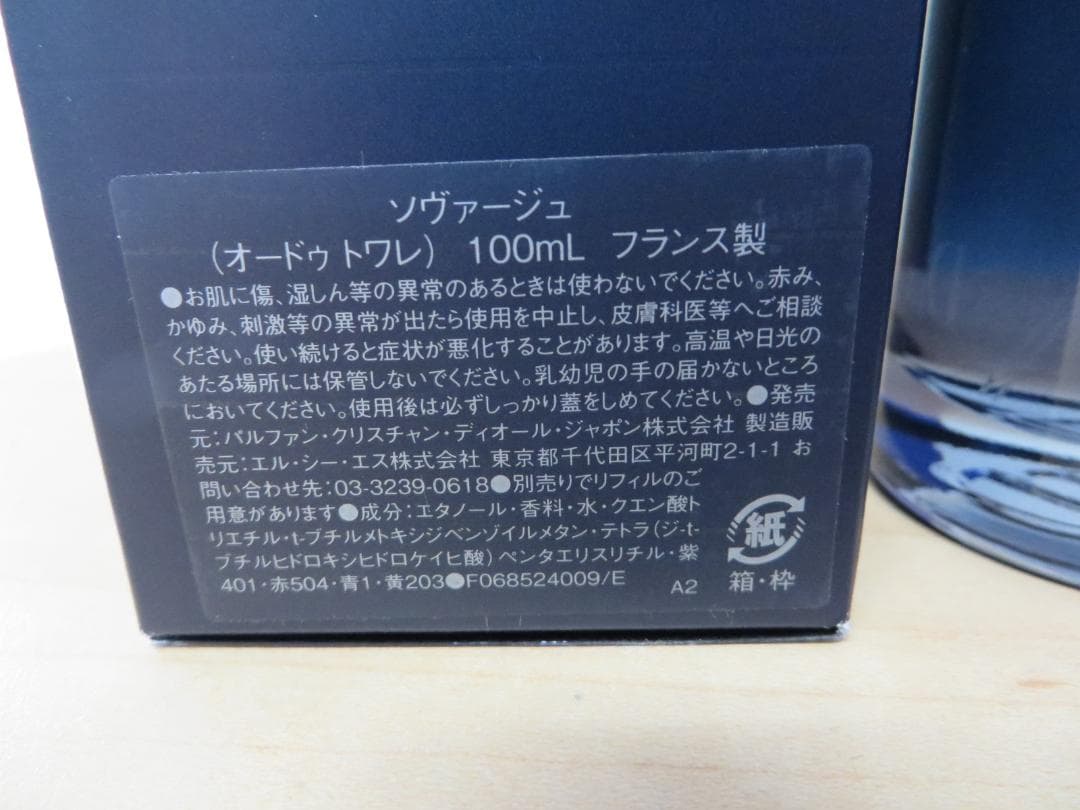 ソヴァージュ
(オードゥ トワレ) 100mL フランス製
●お肌に傷、湿しん等の異常のあるときは使わないでください。赤み、
かゆみ、刺激等の異常が出たら使用を中止し、皮膚科医等へご相談
ください。使い続けると症状が悪化することがあります。高温や日光の
あたる場所には保管しないでください。乳幼児の手の届かないところ
においてください。使用後は必ずしっかり蓋をしめてください。●発売
元:パルファン・クリスチャン・ディオール・ジャポン株式会社 製造販
売元:エル・シー・エス株式会社 東京都千代田区平河町2-1-1 お
問い合わせ先:03-3239-0618●別売りでリフィルのご
用意があります●成分:エタノール・香料・水・クエン酸ト
リエチル・t-ブチルメトキシジベンゾイルメタン・テトラ(ジ-t-
ブチルヒドロキシヒドロケイヒ酸)ペンタエリスリチル・紫
401・赤504・青1・黄203●F068524009/E
A2
紙
箱・枠